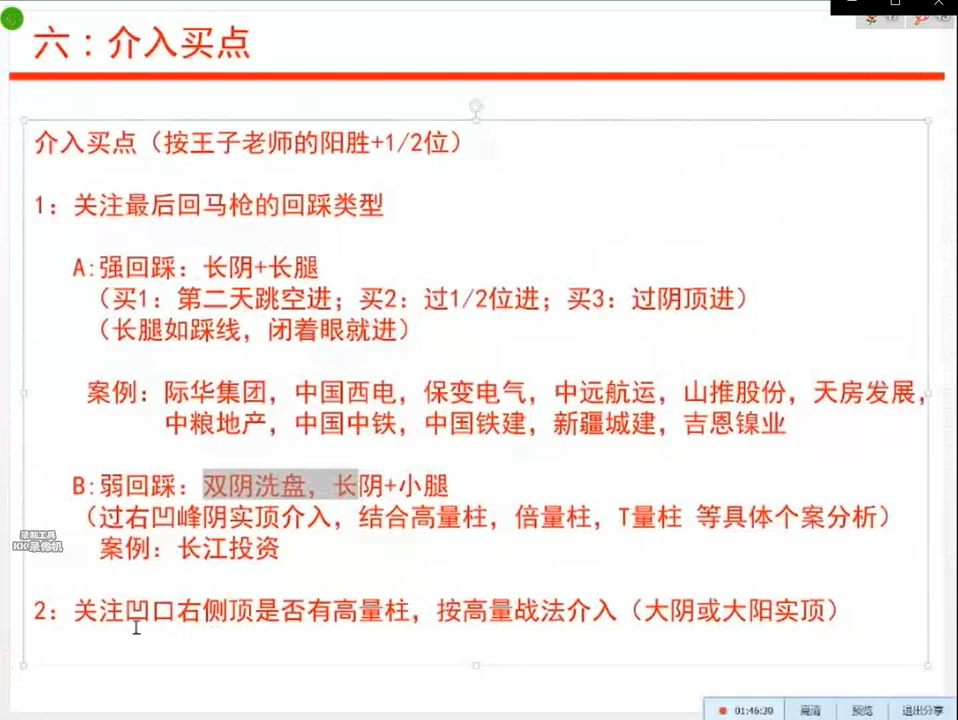 六：介入买点
介入买点（按王子老师的阳胜+1/2位）
1：关注最后回马枪的回踩类型
A:强回踩：长阴+长腿
（买1：第二天跳空进；买2：过1/2位进；买3：过阴顶进）
（长腿如踩线，闭着眼就进）
案例：际华集团，中国西电，保变电气，中远航运，山推股份，天房发展，
中粮地产，中国中铁，中国铁建，新疆城建，吉恩镍业
B:弱回踩：双阴洗盘，长阴+小腿
（过右凹峰阴实顶介入，结合高量柱，倍量柱，T量柱 等具体个案分析）
录制工具
KK录像机
案例：长江投资
2：关注凹口右侧顶是否有高量柱，按高量战法介入（大阴或大阳实顶）
01:46:30 高清 预览 退出分享